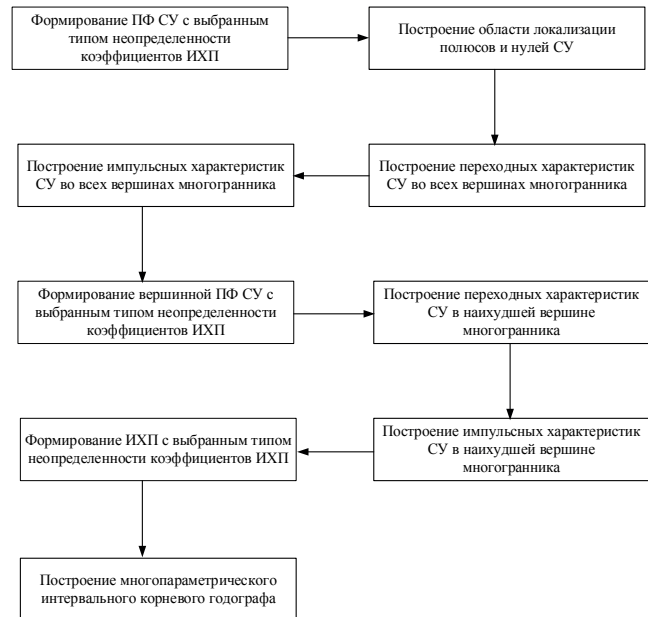 Формирование ПФ СУ с выбранным
типом неопределенности
коэффициентов ИХП
Построение области локализации
полюсов и нулей СУ
Построение переходных характеристик
СУ во всех вершинах многогранника
Построение импульсных характеристик
СУ во всех вершинах многогранника
Формирование вершинной ПФ СУ с
выбранным типом неопределенности
коэффициентов ИХП
Построение переходных характеристик
СУ в наихудшей вершине
многогранника
Построение импульсных характеристик
СУ в наихудшей вершине
многогранника
Формирование ИХП с выбранным типом
неопределенности коэффициентов ИХП
Построение многопараметрического
интервального корневого годографа